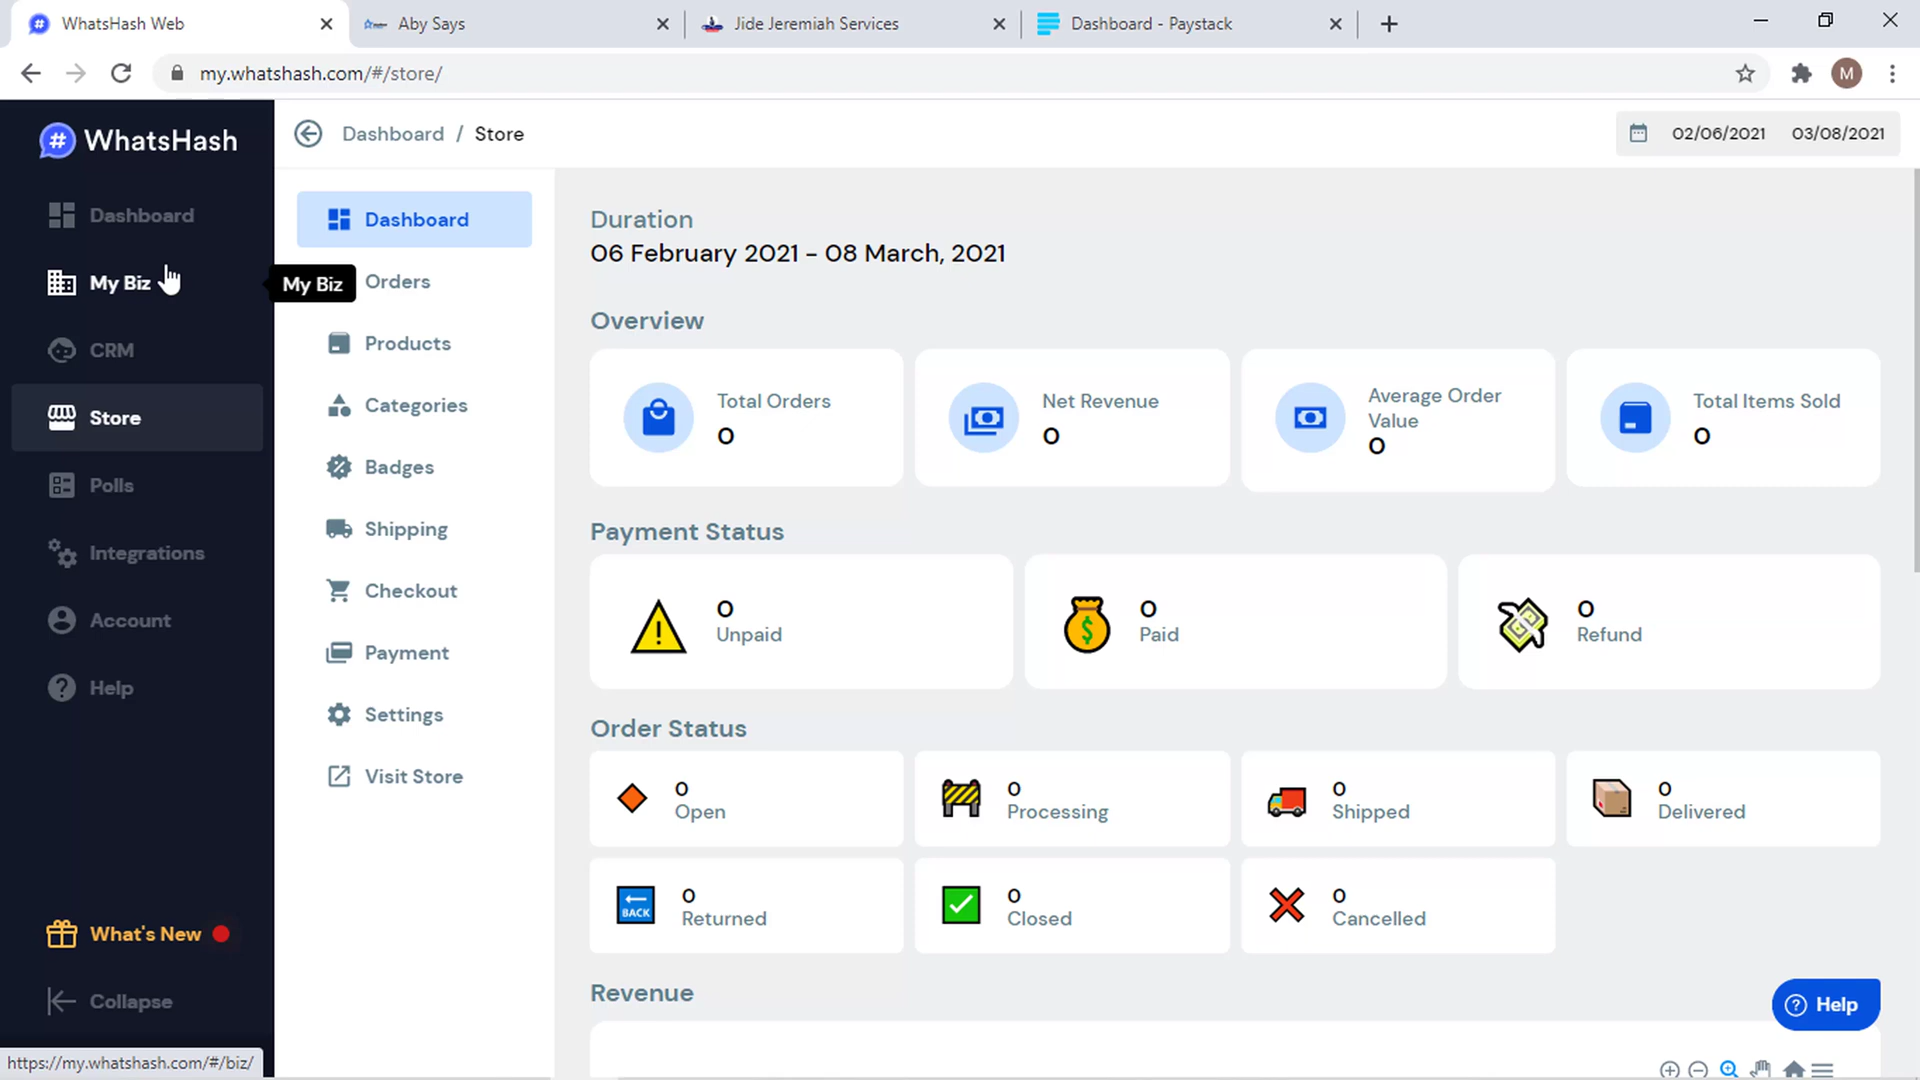 WhatsHash Web
Aby Says
Jide Jeremiah Services
Dashboard - Paystack
my.whatshash.com/#/store/
M
# WhatsHash
Dashboard / Store
02/06/2021 03/08/2021
Dashboard
My Biz
CRM
Store
Polls
Integrations
Account
Help
What's New
Collapse
https://my.whatshash.com/#/biz/
My Biz
Dashboard
Orders
Products
Categories
Badges
Shipping
Checkout
Payment
Settings
Visit Store
Duration
06 February 2021 - 08 March, 2021
Overview
Total Orders
0
Net Revenue
0
Average Order
Value
0
Total Items Sold
0
Payment Status
0
Unpaid
0
Paid
0
Refund
Order Status
0
Open
0
Processing
0
Shipped
0
Delivered
BACK
0
Returned
0
Closed
0
Cancelled
Revenue
Help